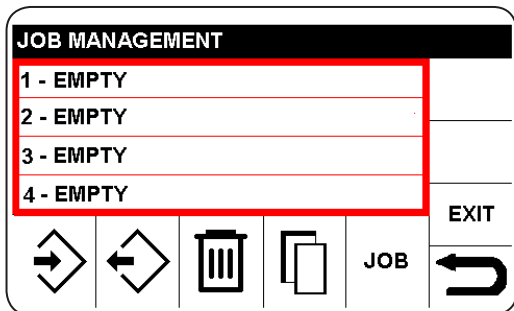 JOB MANAGEMENT
1 - EMPTY
2 - EMPTY
3 - EMPTY
4 - EMPTY
EXIT
JOB